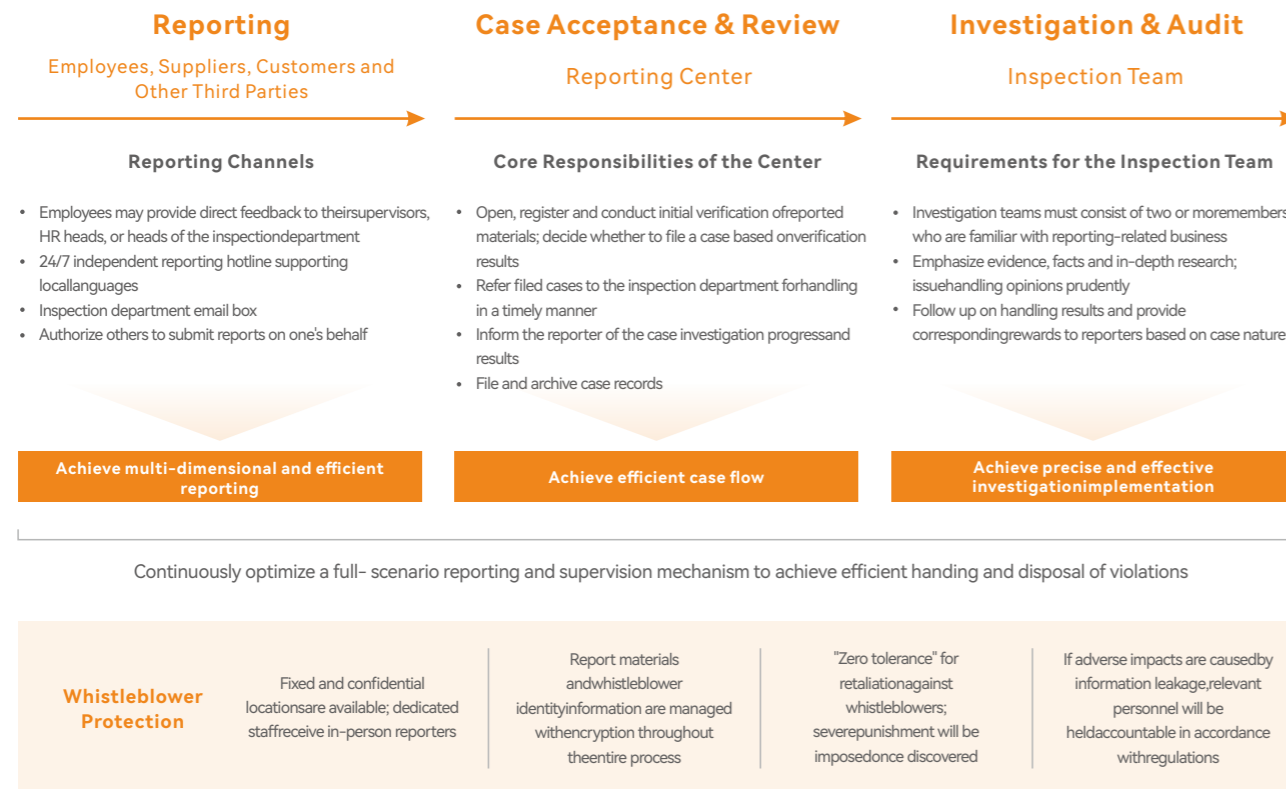 Reporting
Employees, Suppliers, Customers and
Other Third Parties
Reporting Channels
• Employees may provide direct feedback to theirsupervisors,
HR heads, or heads of the inspectiondepartment
• 24/7 independent reporting hotline supporting
locallanguages
• Inspection department email box
• Authorize others to submit reports on one's behalf
Achieve multi-dimensional and efficient
reporting
Case Acceptance & Review
Reporting Center
Core Responsibilities of the Center
• Open, register and conduct initial verification ofreported
materials; decide whether to file a case based onverification
results
• Refer filed cases to the inspection department forhandling
in a timely manner
• Inform the reporter of the case investigation progressand
results
• File and archive case records
Achieve efficient case flow
Investigation & Audit
Inspection Team
Requirements for the Inspection Team
• Investigation teams must consist of two or moremembers
who are familiar with reporting-related business
• Emphasize evidence, facts and in-depth research;
issuehandling opinions prudently
• Follow up on handling results and provide
correspondingrewards to reporters based on case nature
Achieve precise and effective
investigationimplementation
Continuously optimize a full- scenario reporting and supervision mechanism to achieve efficient handing and disposal of violations
Whistleblower
Protection
Fixed and confidential
locationsare available; dedicated
staffreceive in-person reporters
Report materials
andwhistleblower
identityinformation are managed
withencryption throughout
theentire process
"Zero tolerance" for
retaliationagainst
whistleblowers;
severepunishment will be
imposedonce discovered
If adverse impacts are causedby
information leakage,relevant
personnel will be
heldaccountable in accordance
withregulations